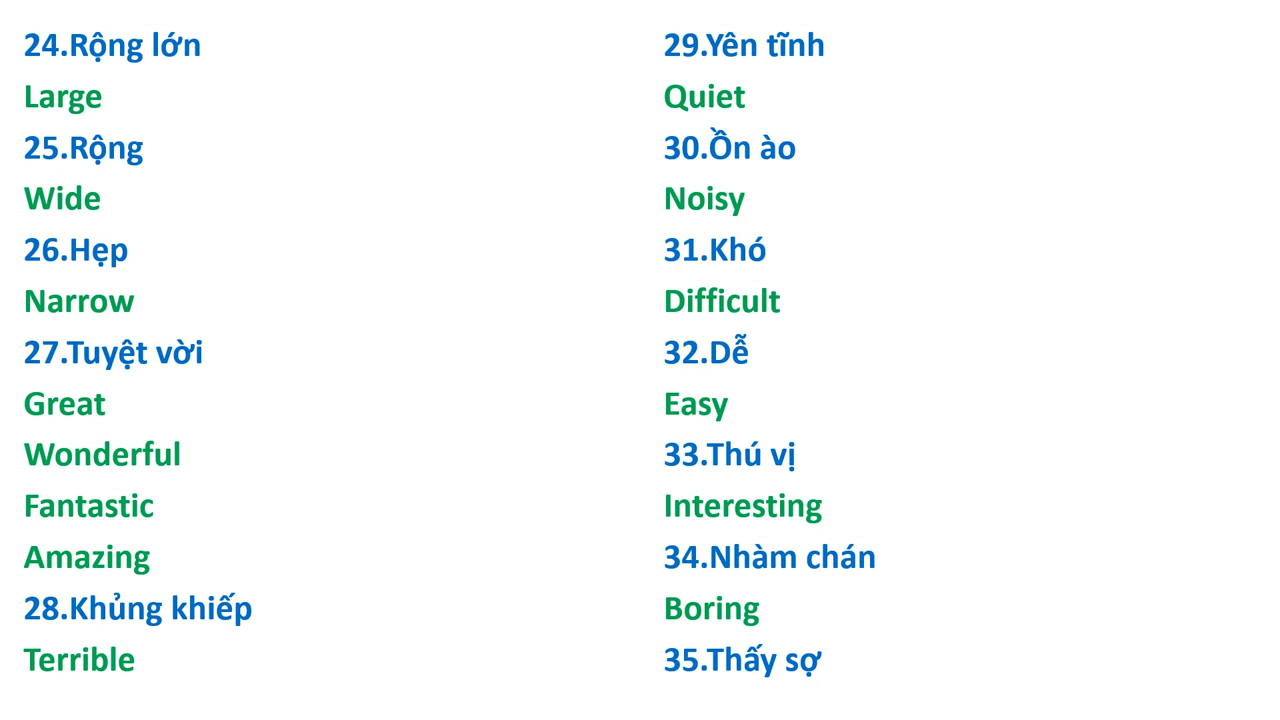 24.Rộng lớn
Large
25.Rộng
Wide
26.Hẹp
Narrow
27.Tuyệt vời
Great
Wonderful
Fantastic
Amazing
28.Khủng khiếp
Terrible
29.Yên tĩnh
Quiet
30.Ồn ào
Noisy
31.Khó
Difficult
32.Dễ
Easy
33.Thú vị
Interesting
34.Nhàm chán
Boring
35.Thấy sợ